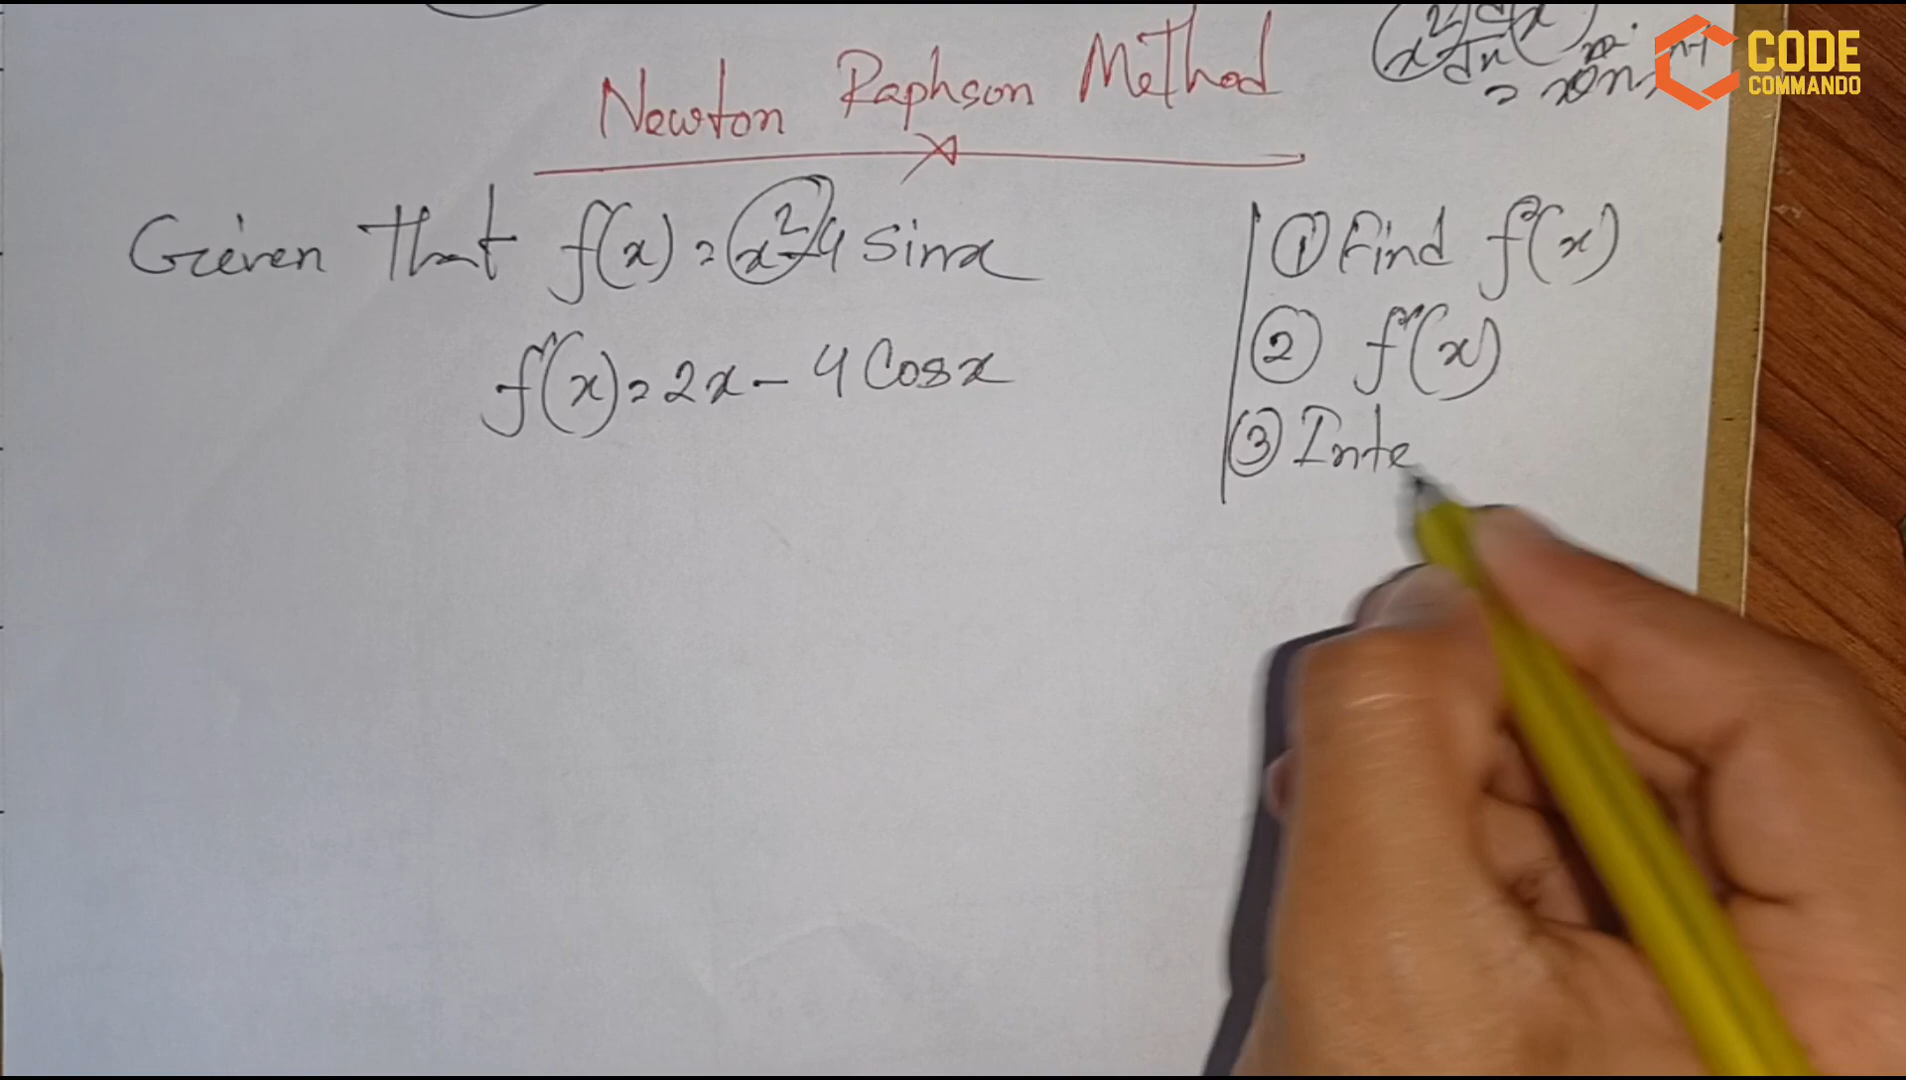 Newton Raphson Method
CODE
COMMANDO
Given that f(x) = x² - 4 sinx
f'(x) = 2x - 4 Cosx
① Find f(x)
② f'(x)
③ Inte